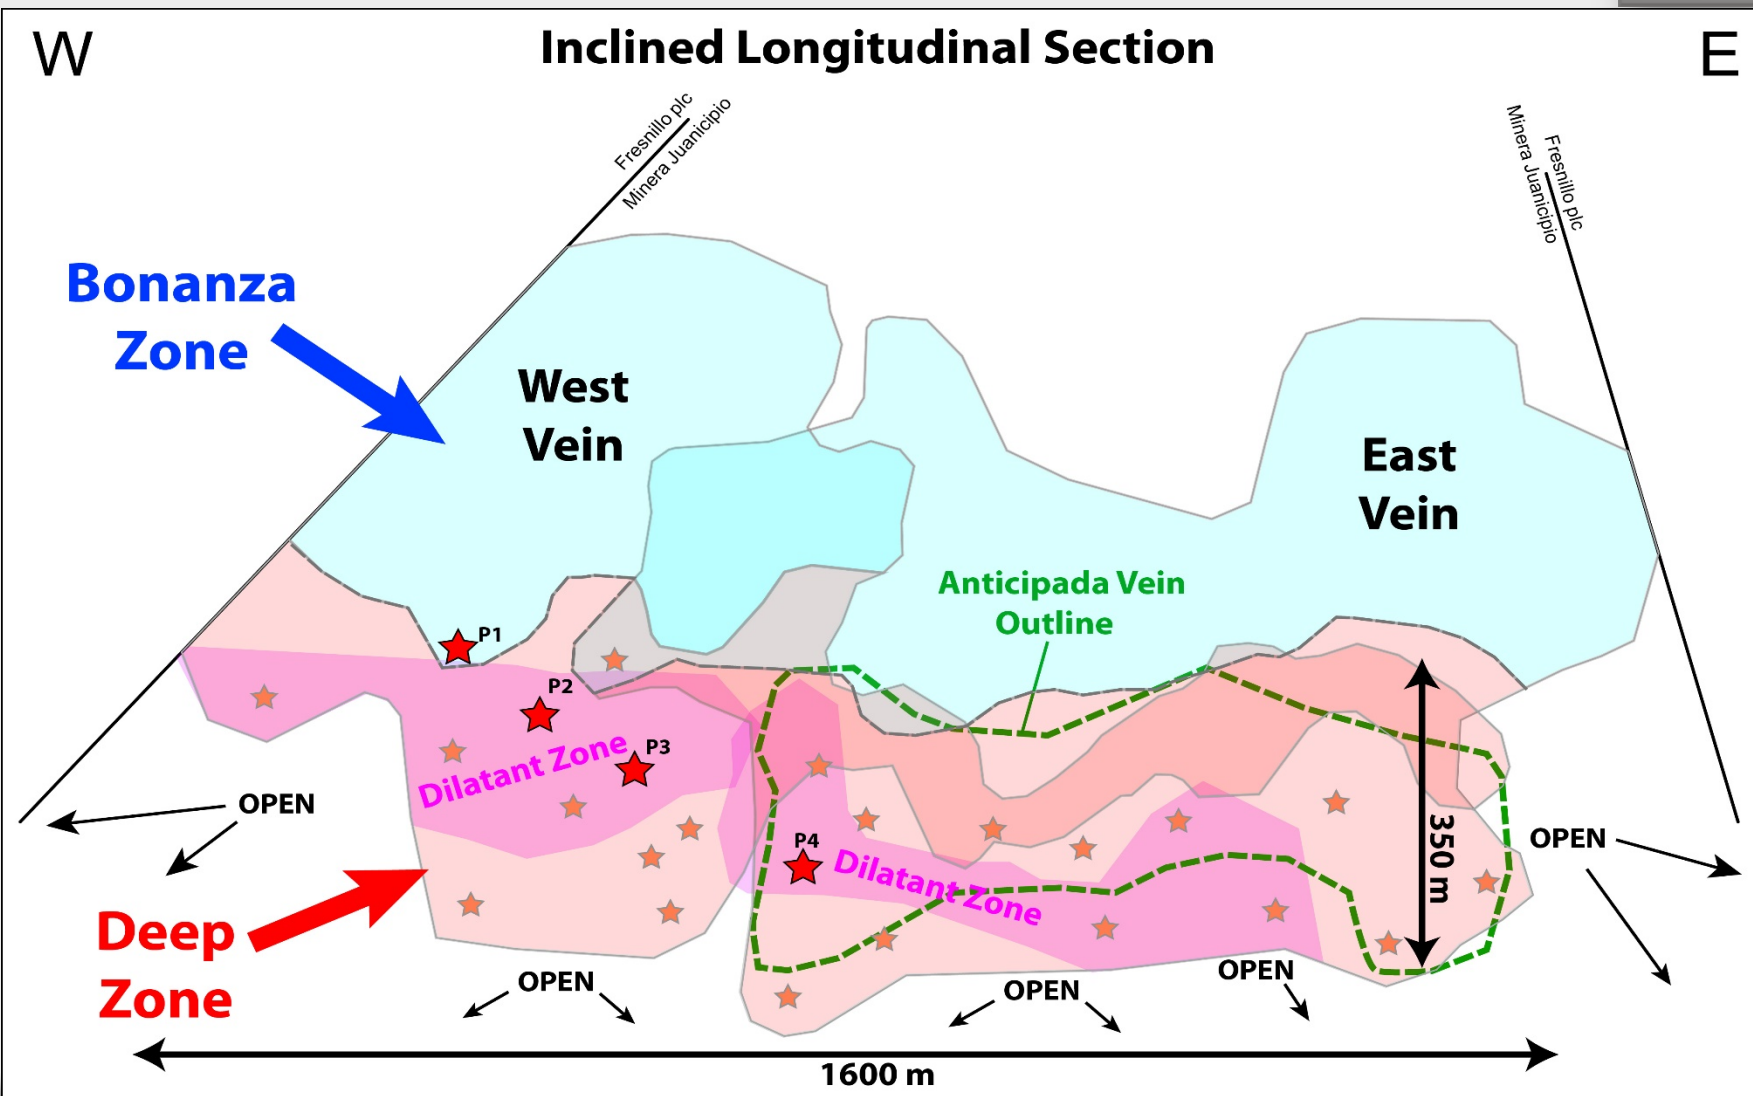 W
Inclined Longitudinal Section
E
Fresnillo plc
Minera Juanicipio
Fresnillo plc
Minera Juanicipio
Bonanza
Zone
West
Vein
East
Vein
Anticipada Vein
Outline
P1
P2
P3
Dilatant Zone
P4
Dilatant Zone
350 m
OPEN
OPEN
Deep
Zone
OPEN
OPEN
OPEN
1600 m